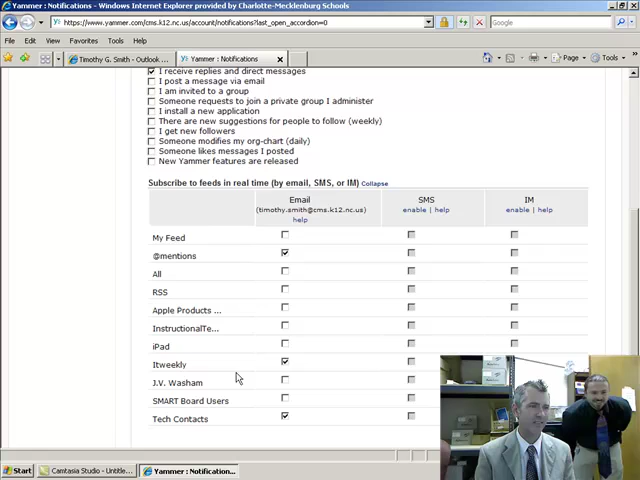 Yammer : Notifications - Windows Internet Explorer provided by Charlotte-Mecklenburg Schools
https://www.yammer.com/cms.k12.nc.us/account/notifications?last_open_accordion=0
Google
File Edit View Favorites Tools Help
Timothy G. Smith - Outlook ...
Yammer : Notifications
Page
Tools
I receive replies and direct messages
I post a message via email
I am invited to a group
Someone requests to join a private group I administer
I install a new application
There are new suggestions for people to follow (weekly)
I get new followers
Someone modifies my org-chart (daily)
Someone likes messages I posted
New Yammer features are released
Subscribe to feeds in real time (by email, SMS, or IM) Collapse
Email SMS IM
(timothy.smith@cms.k12.nc.us) enable | help enable | help
help
My Feed
@mentions
All
RSS
Apple Products ...
InstructionalTe...
iPad
Itweekly
J.V. Washam
SMART Board Users
Tech Contacts
Start
Camtasia Studio - Untitle...
Yammer : Notification...